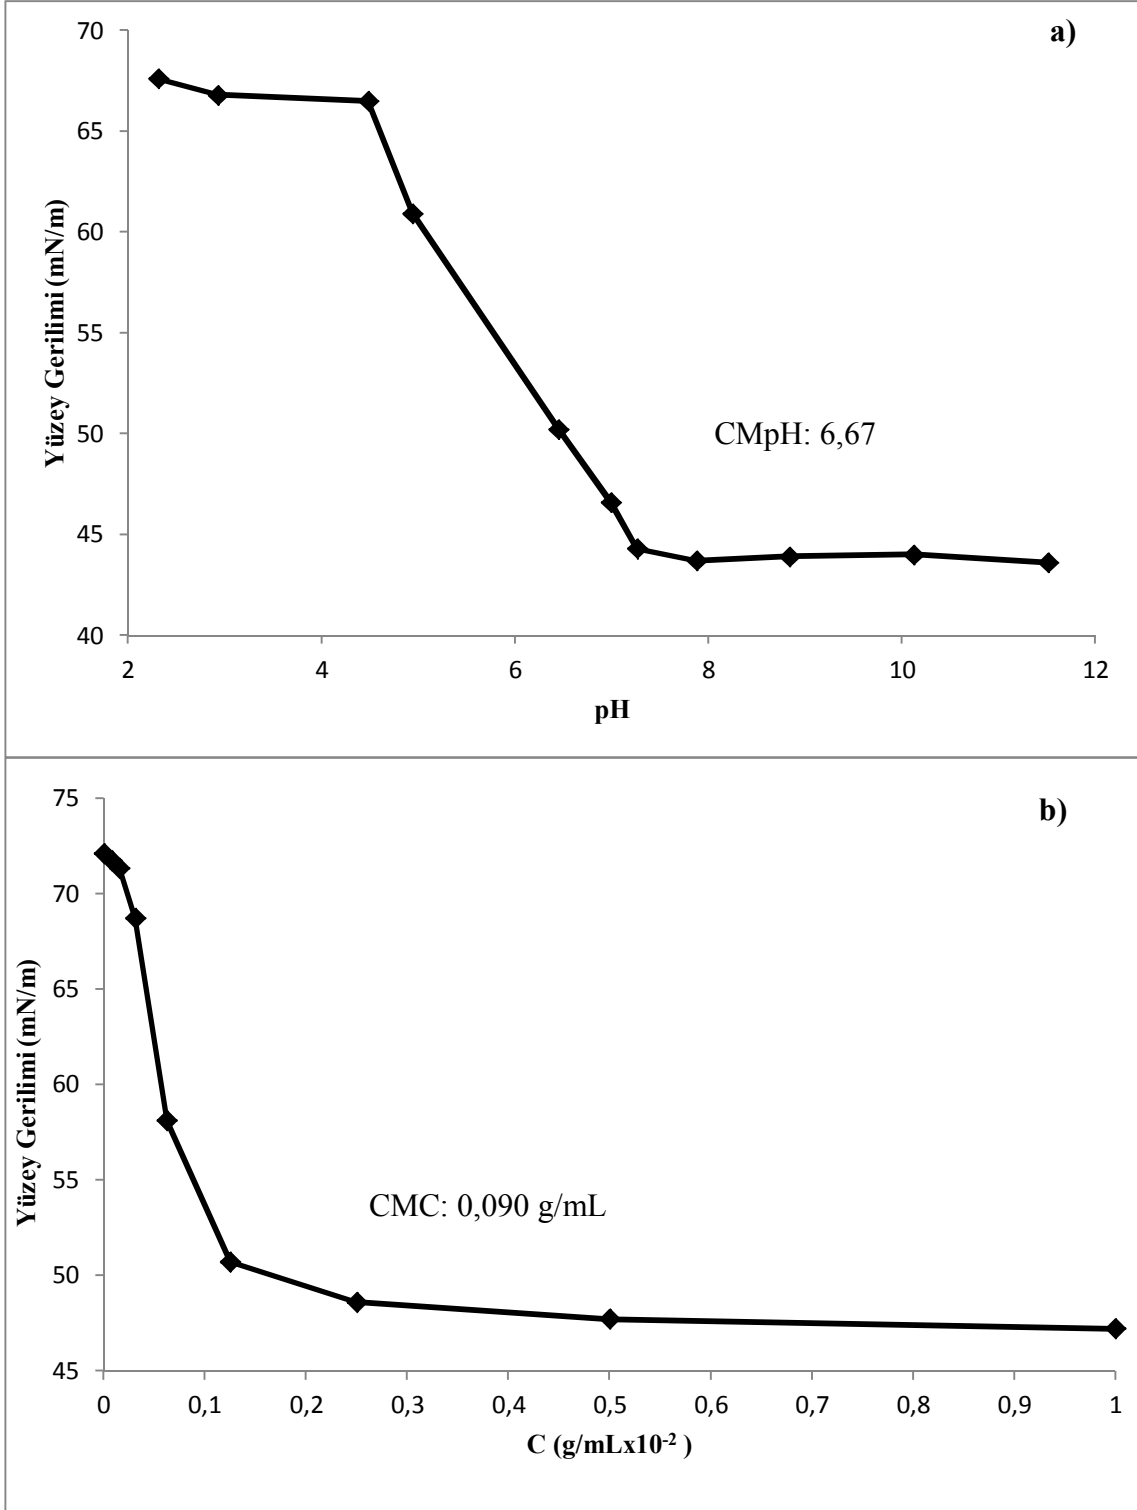 a)
70
65
60
55
50
45
40
Yüzey Gerilimi (mN/m)
CMpH: 6,67
2 4 6 8 10 12
pH
b)
75
70
65
60
55
50
45
Yüzey Gerilimi (mN/m)
CMC: 0,090 g/mL
0 0,1 0,2 0,3 0,4 0,5 0,6 0,7 0,8 0,9 1
C (g/mLx10⁻² )